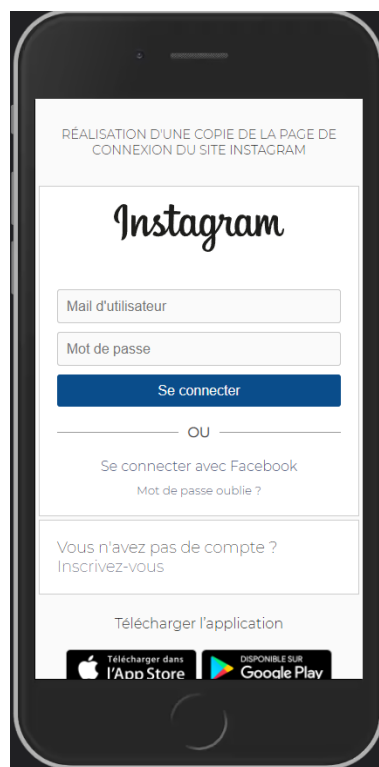 RÉALISATION D'UNE COPIE DE LA PAGE DE
CONNEXION DU SITE INSTAGRAM
Instagram
Mail d'utilisateur
Mot de passe
Se connecter
OU
Se connecter avec Facebook
Mot de passe oublie ?
Vous n'avez pas de compte ?
Inscrivez-vous
Télécharger l'application
Télécharger dans
l'App Store
DISPONIBLE SUR
Google Play